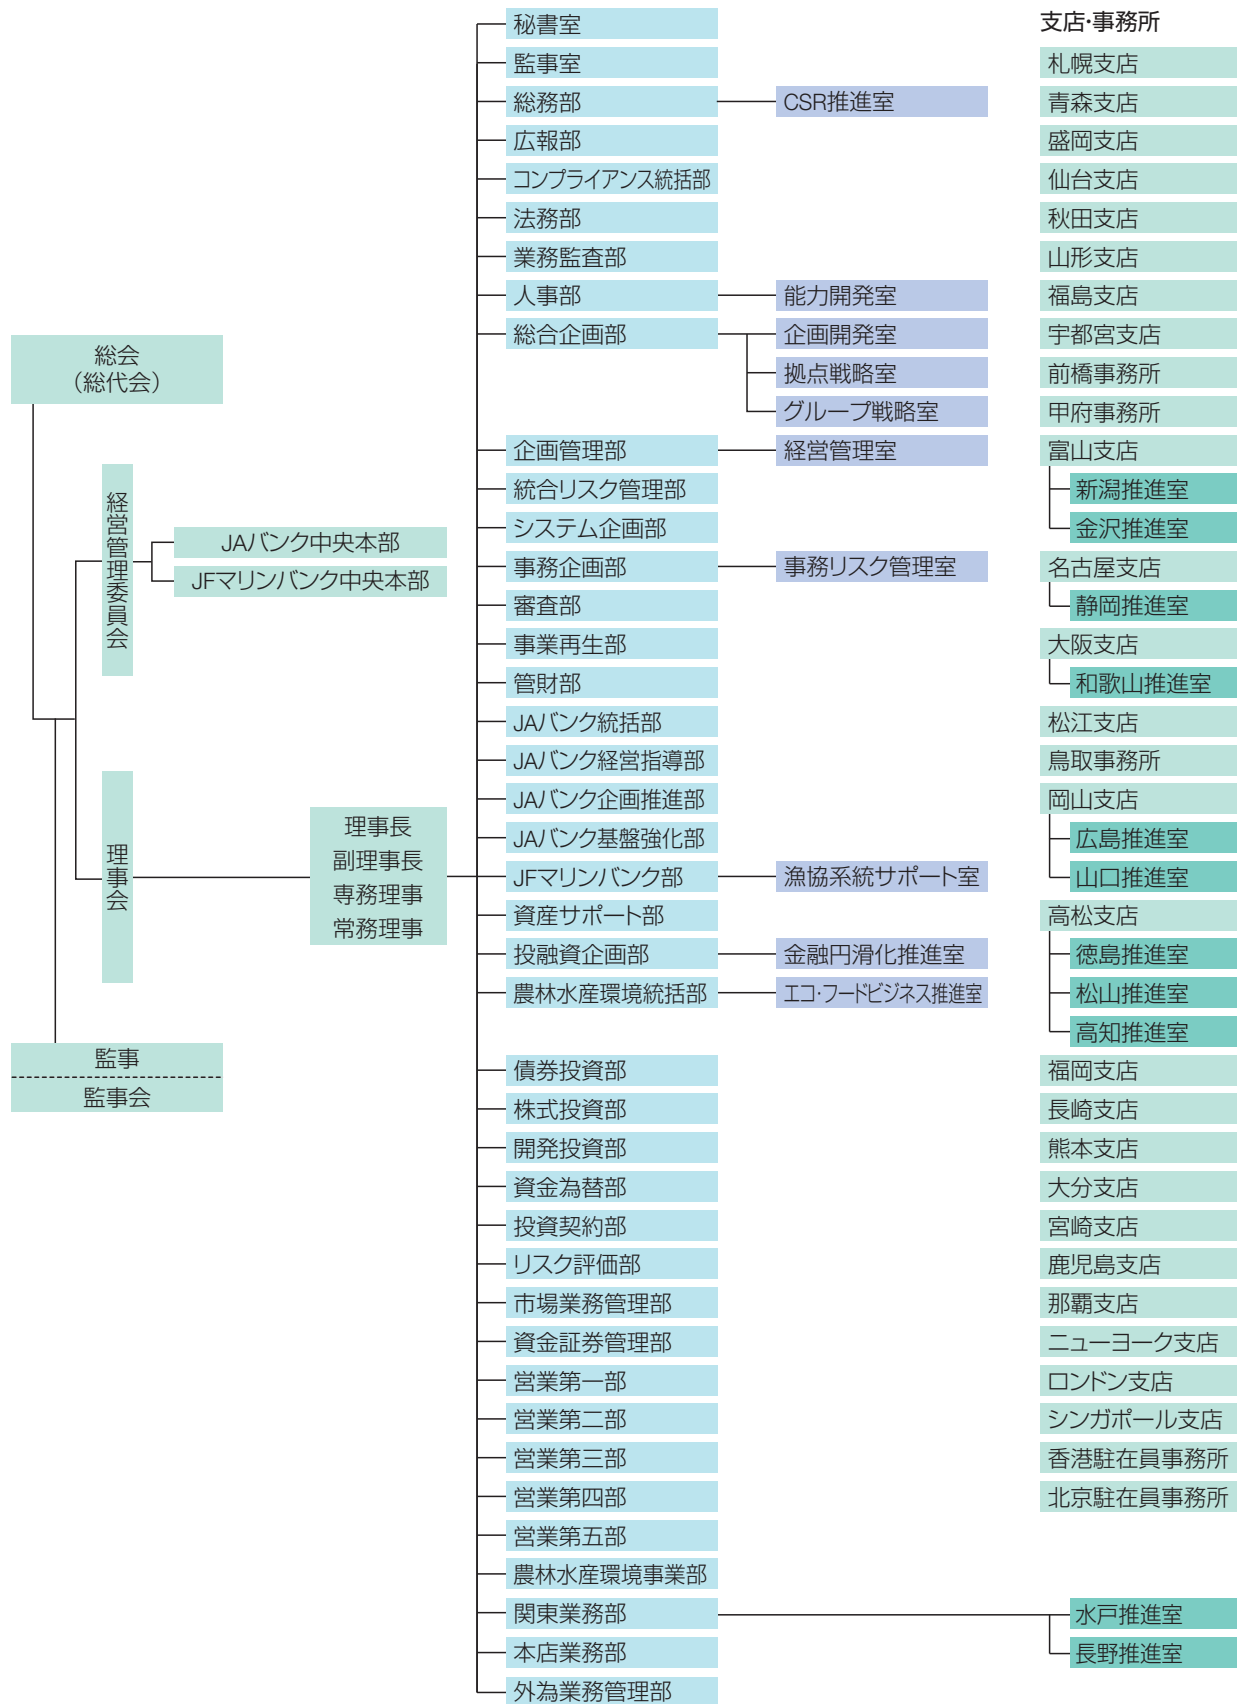 総会
(総代会)
経営管理委員会
JAバンク中央本部
JFマリンバンク中央本部
理事会
理事長
副理事長
専務理事
常務理事
監事
監事会
秘書室
監事室
総務部
CSR推進室
広報部
コンプライアンス統括部
法務部
業務監査部
人事部
能力開発室
総合企画部
企画開発室
拠点戦略室
グループ戦略室
企画管理部
経営管理室
統合リスク管理部
システム企画部
事務企画部
事務リスク管理室
審査部
事業再生部
管財部
JAバンク統括部
JAバンク経営指導部
JAバンク企画推進部
JAバンク基盤強化部
JFマリンバンク部
漁協系統サポート室
資産サポート部
投融資企画部
金融円滑化推進室
農林水産環境統括部
エコ・フードビジネス推進室
債券投資部
株式投資部
開発投資部
資金為替部
投資契約部
リスク評価部
市場業務管理部
資金証券管理部
営業第一部
営業第二部
営業第三部
営業第四部
営業第五部
農林水産環境事業部
関東業務部
水戸推進室
長野推進室
本店業務部
外為業務管理部
支店・事務所
札幌支店
青森支店
盛岡支店
仙台支店
秋田支店
山形支店
福島支店
宇都宮支店
前橋事務所
甲府事務所
富山支店
新潟推進室
金沢推進室
名古屋支店
静岡推進室
大阪支店
和歌山推進室
松江支店
鳥取事務所
岡山支店
広島推進室
山口推進室
高松支店
徳島推進室
松山推進室
高知推進室
福岡支店
長崎支店
熊本支店
大分支店
宮崎支店
鹿児島支店
那覇支店
ニューヨーク支店
ロンドン支店
シンガポール支店
香港駐在員事務所
北京駐在員事務所